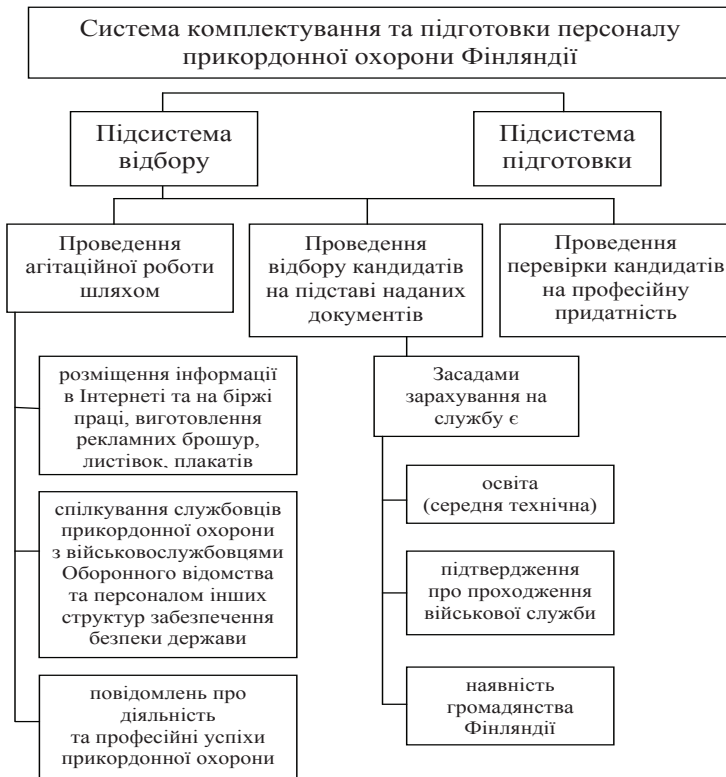 Система комплектування та підготовки персоналу
прикордонної охорони Фінляндії
Підсистема
відбору
Підсистема
підготовки
Проведення
агітаційної роботи
шляхом
Проведення
відбору кандидатів
на підставі наданих
документів
Проведення
перевірки кандидатів
на професійну
придатність
розміщення інформації
в Інтернеті та на біржі
праці, виготовлення
рекламних брошур,
листівок, плакатів
спілкування службовців
прикордонної охорони
з військовослужбовцями
Оборонного відомства
та персоналом інших
структур забезпечення
безпеки держави
повідомлень про
діяльність
та професійні успіхи
прикордонної охорони
Засадами
зарахування на
службу є
освіта
(середня технічна)
підтвердження
про проходження
військової служби
наявність
громадянства
Фінляндії